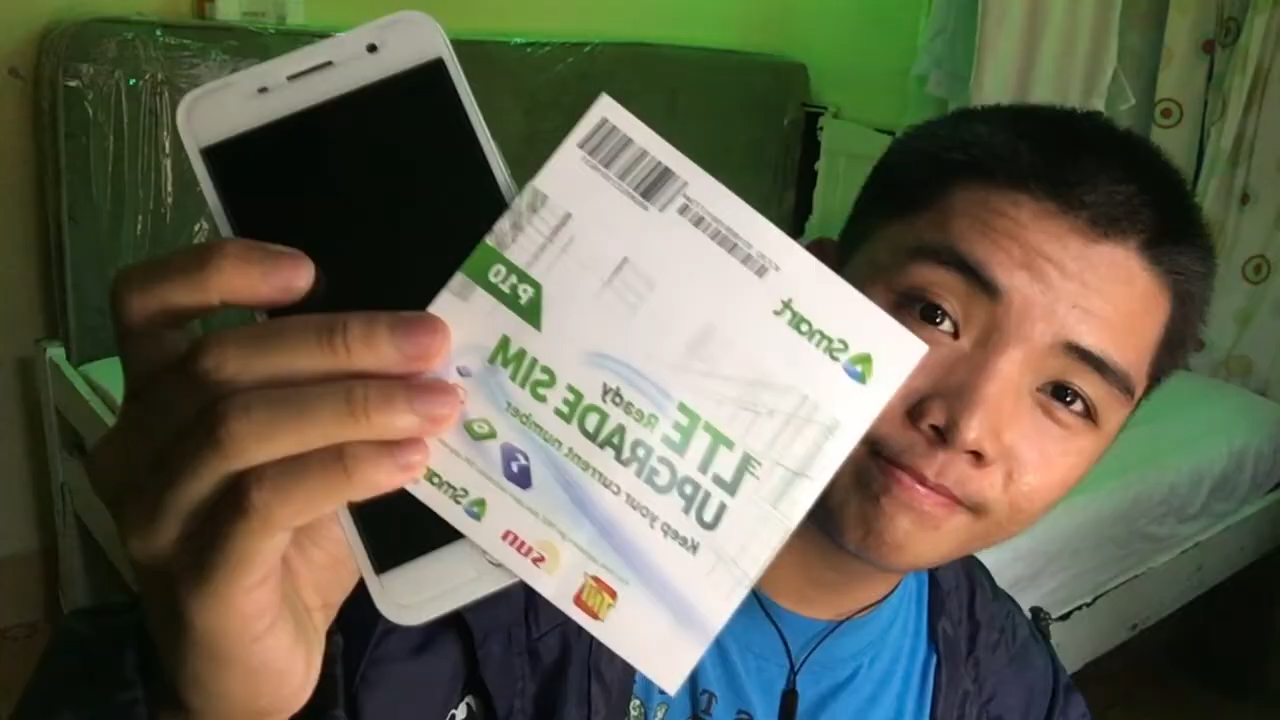 Smart
P10
LTE Ready
UPGRADE SIM
Keep your current number
Smart
sun
TNT